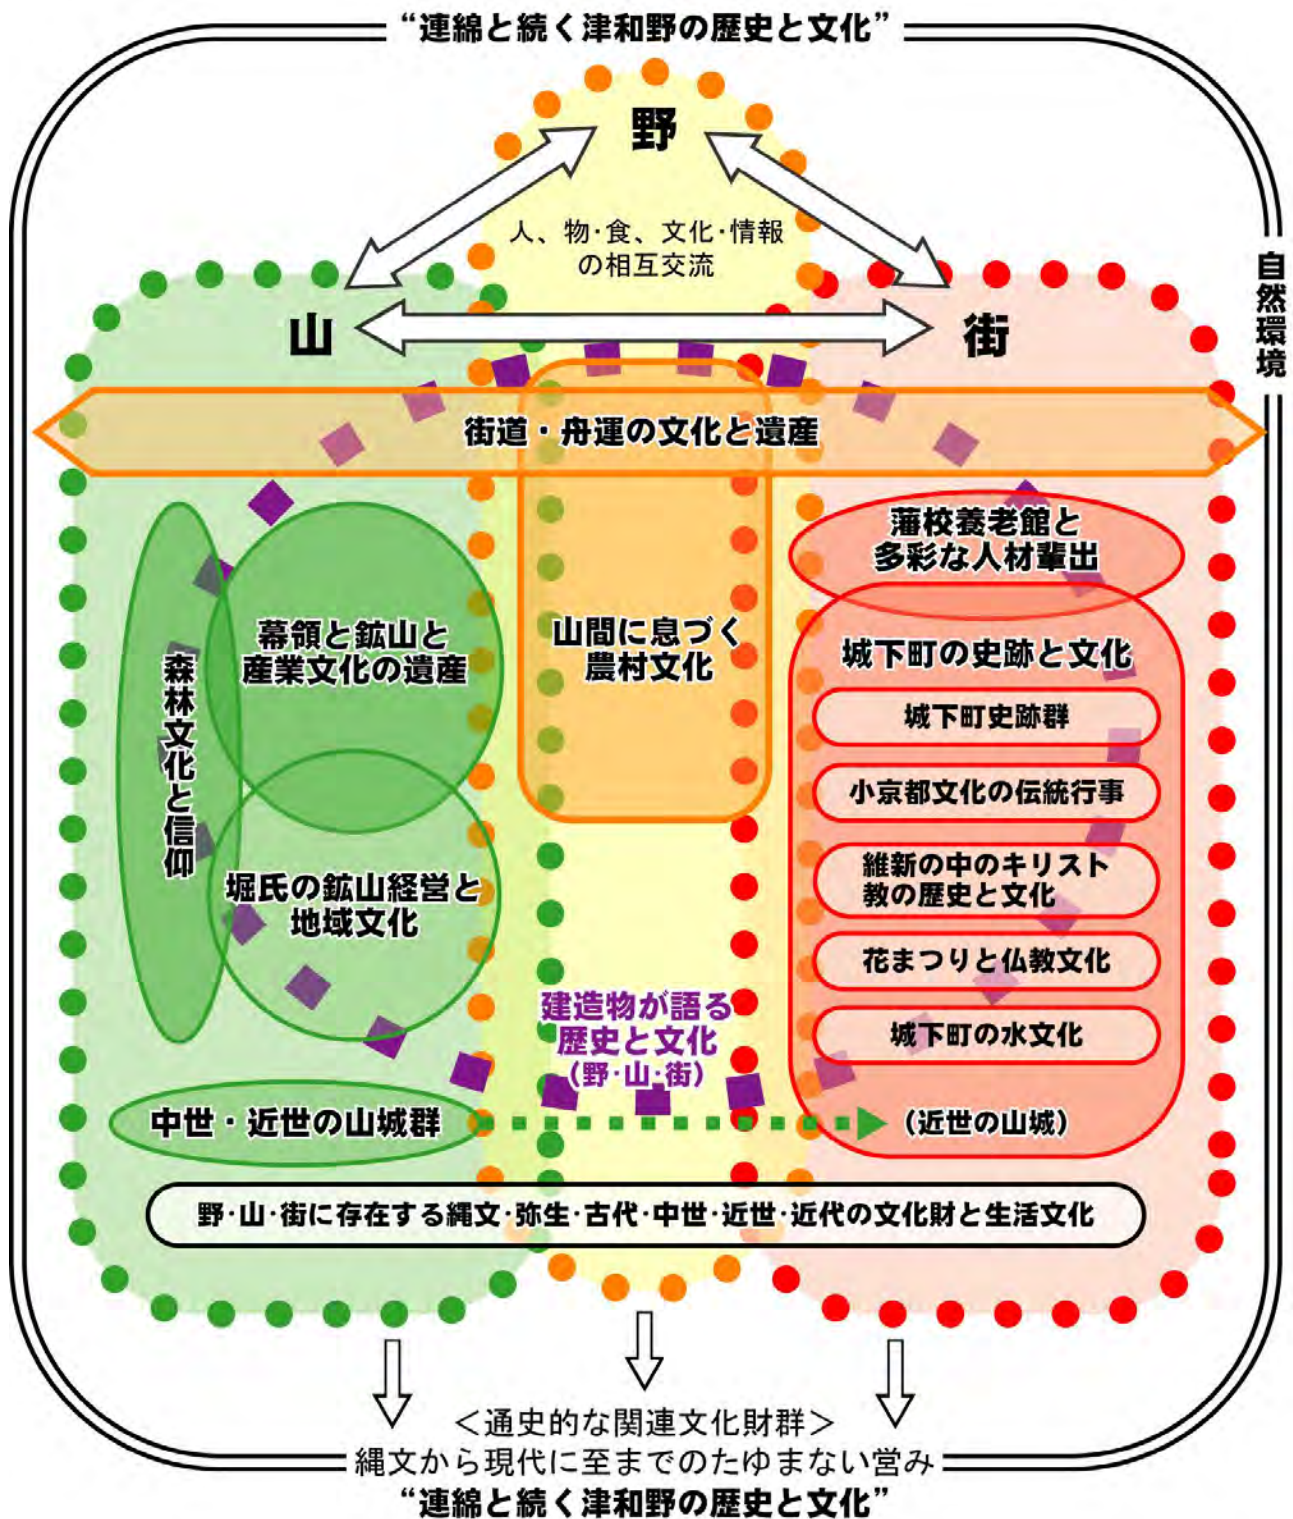 “連綿と続く津和野の歴史と文化”
野
人、物・食、文化・情報
の相互交流
自然環境
山
街
街道・舟運の文化と遺産
藩校養老館と
多彩な人材輩出
幕領と鉱山と
産業文化の遺産
山間に息づく
農村文化
城下町の史跡と文化
森林文化と信仰
城下町史跡群
小京都文化の伝統行事
維新の中のキリスト
教の歴史と文化
堀氏の鉱山経営と
地域文化
花まつりと仏教文化
建造物が語る
歴史と文化
（野・山・街）
城下町の水文化
中世・近世の山城群
（近世の山城）
野・山・街に存在する縄文・弥生・古代・中世・近世・近代の文化財と生活文化
＜通史的な関連文化財群＞
縄文から現代に至までのたゆまない営み
“連綿と続く津和野の歴史と文化”